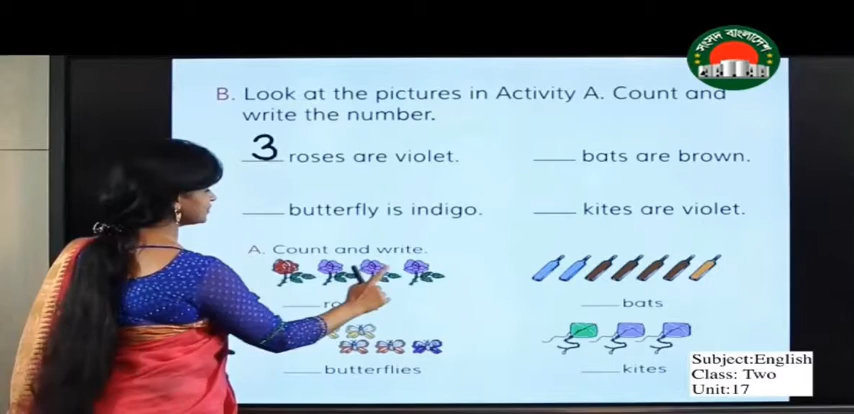 সংসদ বাংলাদেশ
B. Look at the pictures in Activity A. Count and
write the number.
3 roses are violet.
____ bats are brown.
____ butterfly is indigo.
____ kites are violet.
A. Count and write.
____ bats
____ butterflies
____ kites
Subject:English
Class: Two
Unit:17